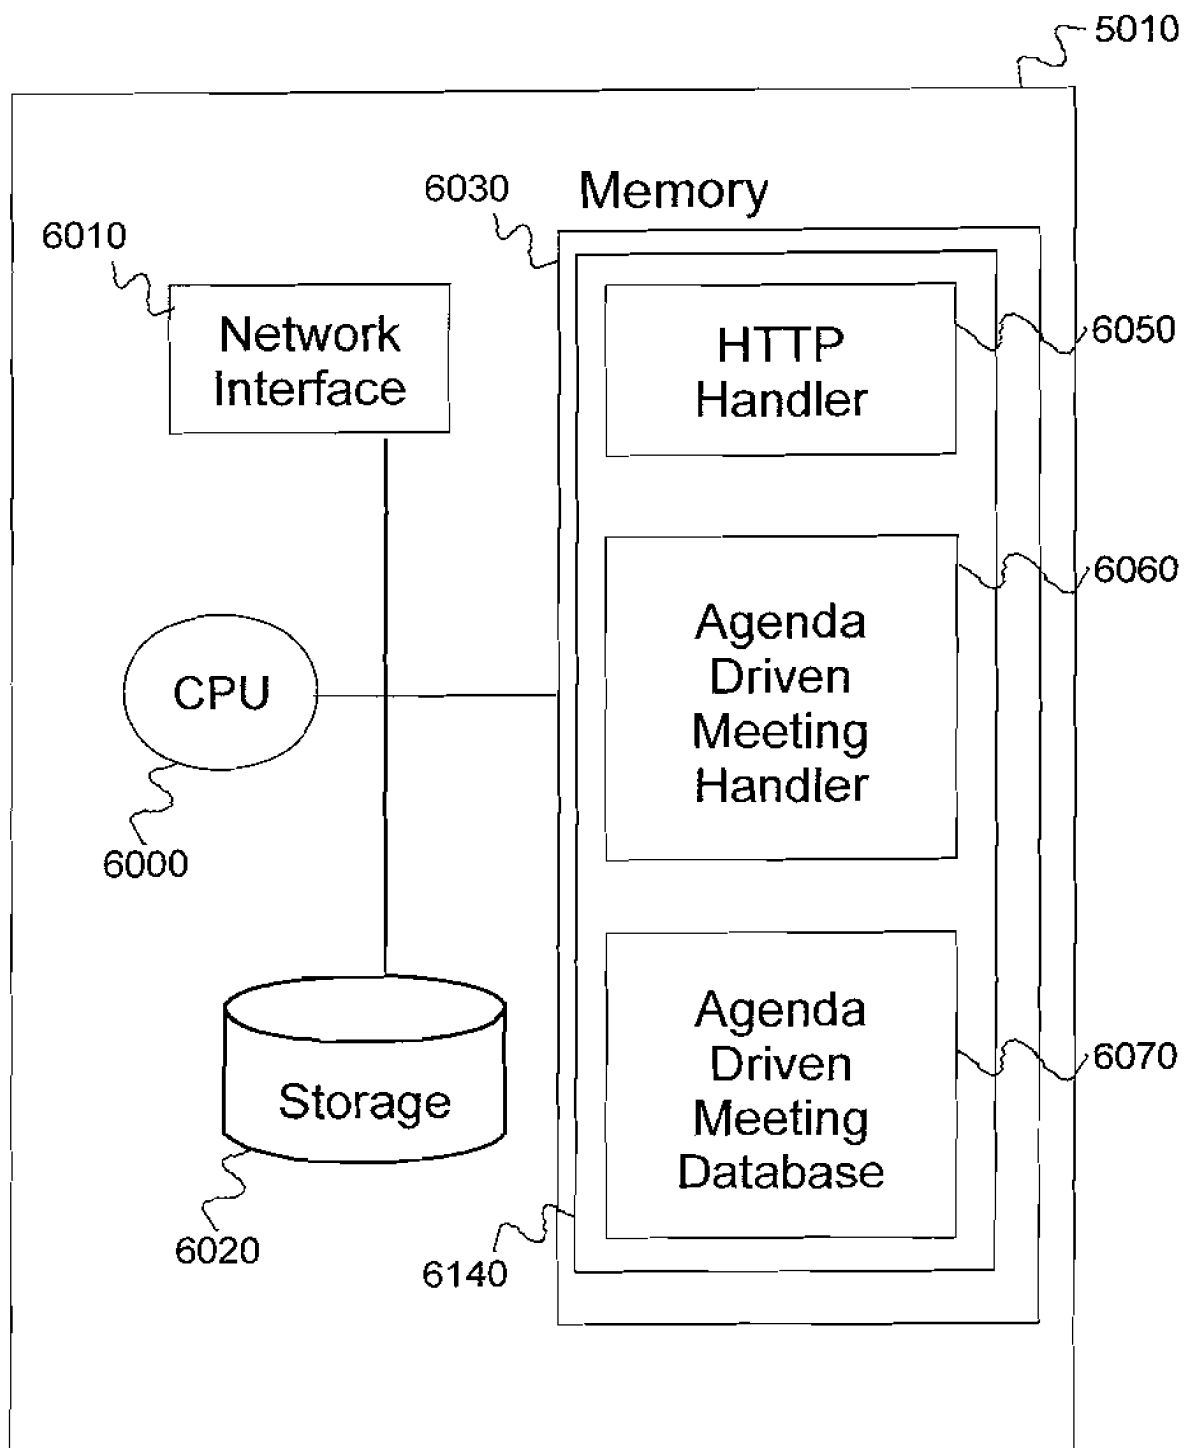 5010
6030
Memory
6010
Network
Interface
HTTP
Handler
6050
6060
Agenda
Driven
Meeting
Handler
CPU
6000
Agenda
Driven
Meeting
Database
6070
Storage
6020
6140